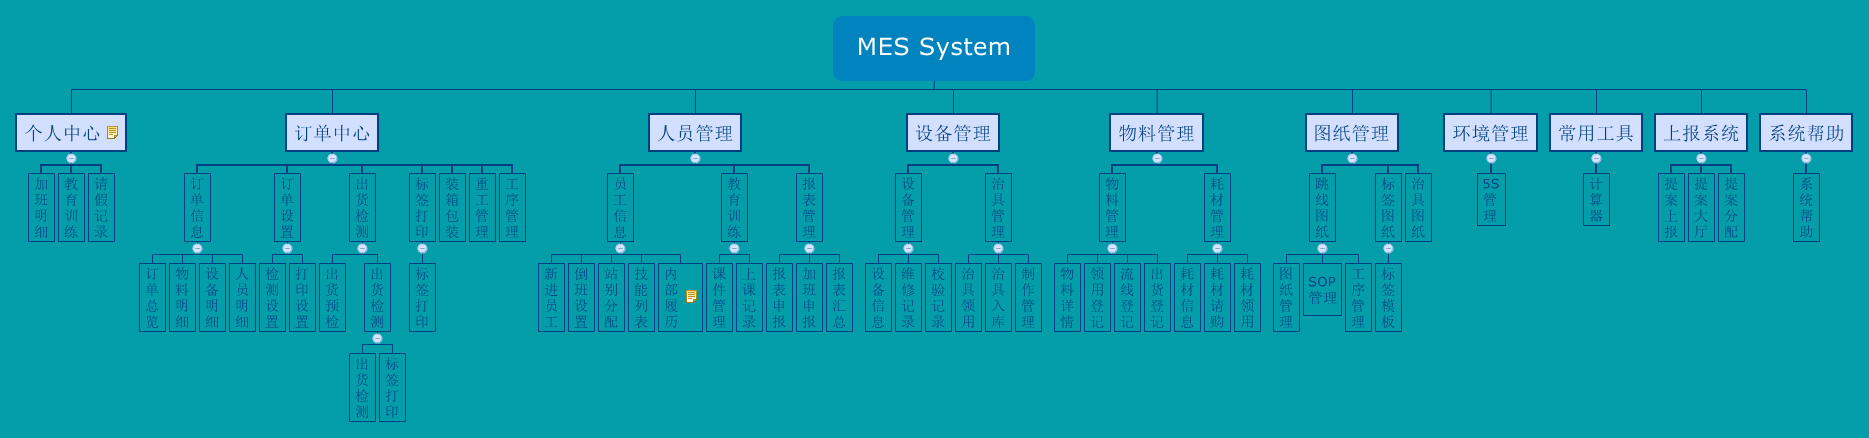 MES System
个人中心
订单中心
人员管理
设备管理
物料管理
图纸管理
环境管理
常用工具
上报系统
系统帮助
加班明细
教育训练
请假记录
订单信息
订单设置
出货检测
标签打印
装箱包装
重工管理
工序管理
员工信息
教育训练
报表管理
设备管理
治具管理
物料管理
耗材管理
跳线图纸
标签图纸
治具图纸
5S管理
计算器
提案上报
提案大厅
提案分配
系统帮助
订单总览
物料明细
设备明细
人员明细
检测设置
打印设置
出货预检
出货检测
标签打印
新进员工
倒班设置
站别分配
技能列表
内部履历
课件管理
上课记录
报表申报
加班申报
报表汇总
设备信息
维修记录
校验记录
治具领用
治具入库
制作管理
物料详情
领用登记
流线登记
出货登记
耗材信息
耗材请购
耗材领用
图纸管理
SOP管理
工序管理
标签模板
出货检测
标签打印